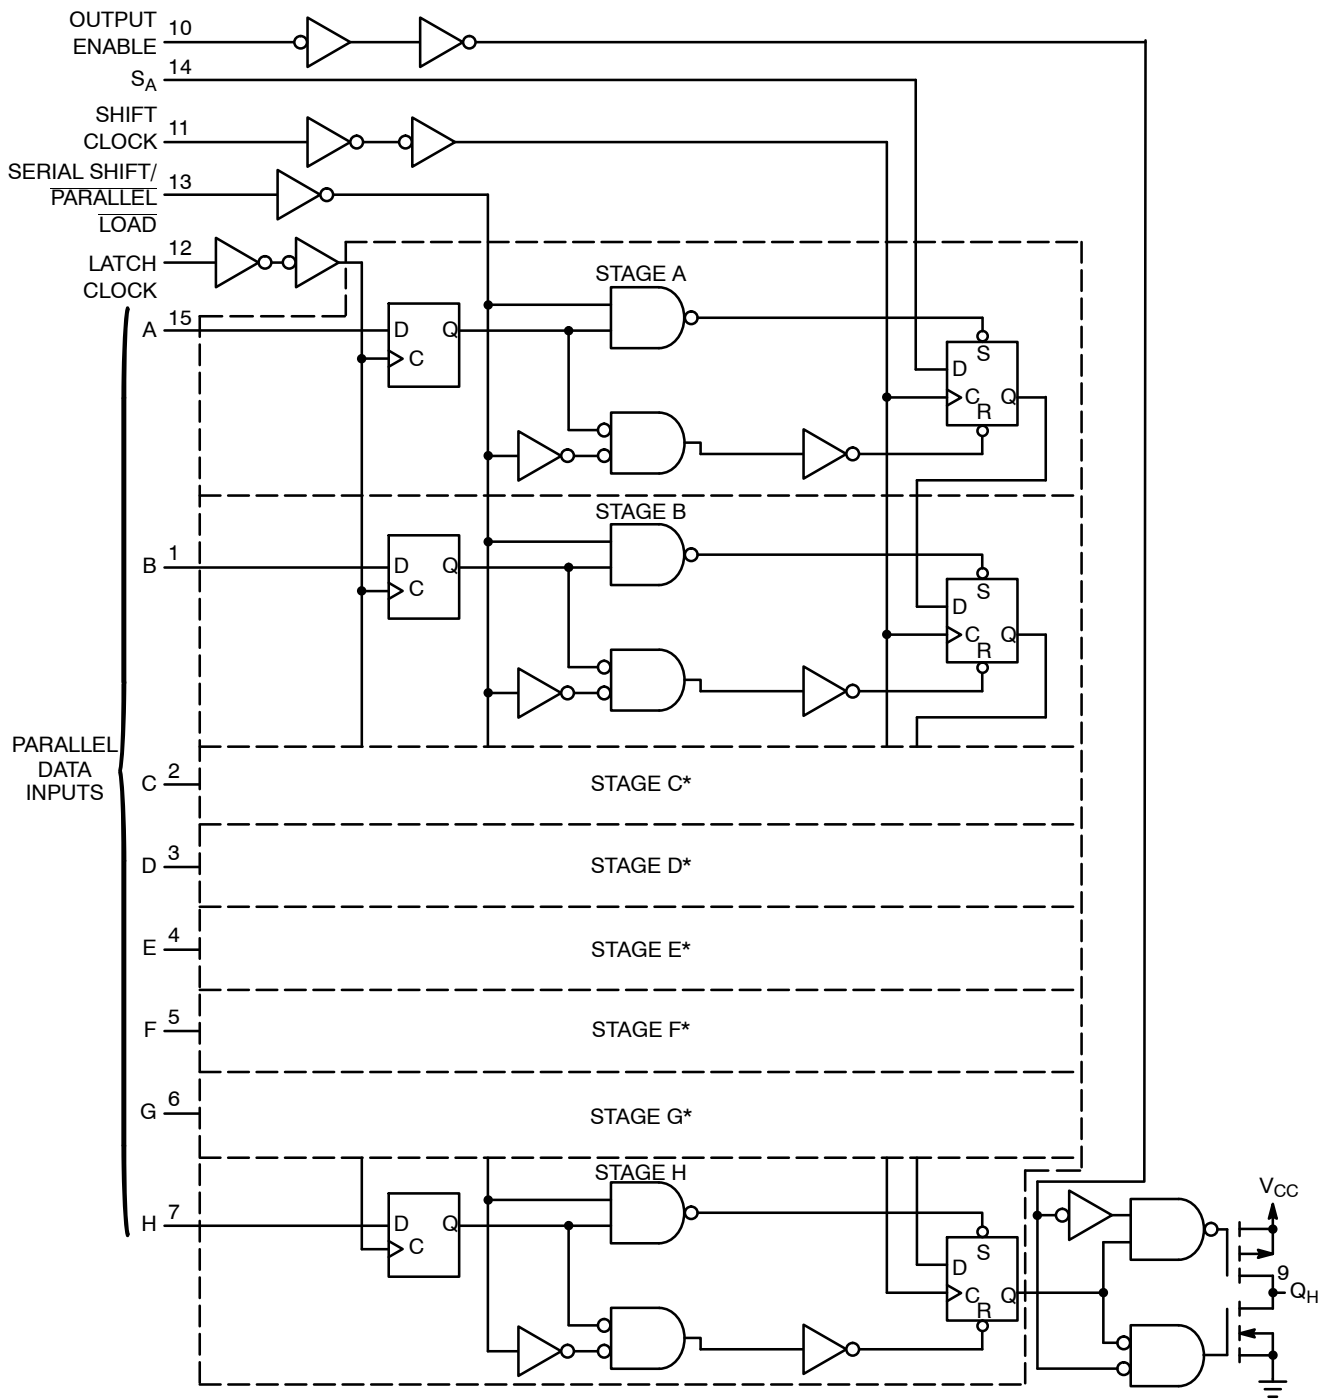 OUTPUT
ENABLE 10
SA 14
SHIFT
CLOCK 11
SERIAL SHIFT/
PARALLEL
LOAD
13
LATCH
CLOCK
12
A 15
STAGE A
D Q
C
S
D
C Q
R
STAGE B
B 1
D Q
C
S
D
C Q
R
PARALLEL
DATA
INPUTS
C 2
STAGE C*
D 3
STAGE D*
E 4
STAGE E*
F 5
STAGE F*
G 6
STAGE G*
STAGE H
H 7
D Q
C
S
D
C Q
R
VCC
9
QH